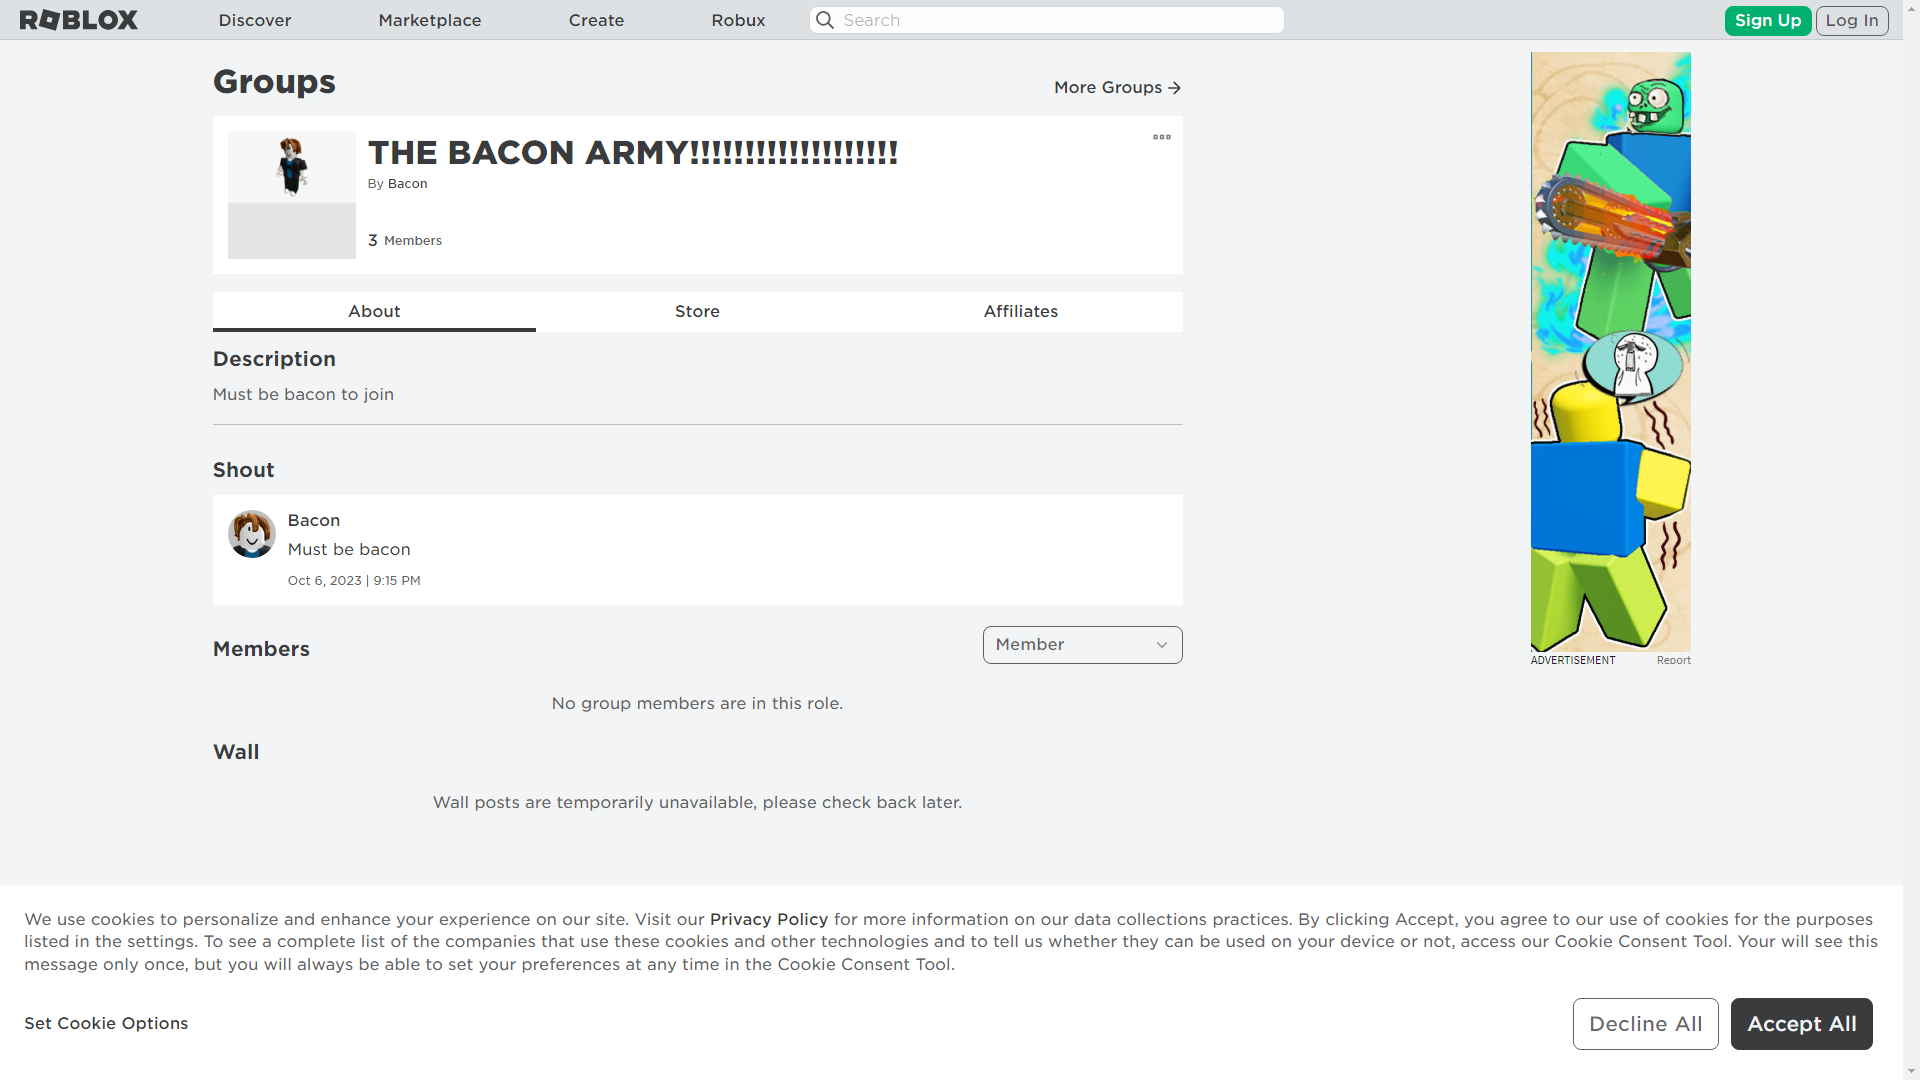 ROBLOX
Discover
Marketplace
Create
Robux
Search
Sign Up
Log In
Groups
More Groups
THE BACON ARMY!!!!!!!!!!!!!!!!!!!
By Bacon
3 Members
About
Store
Affiliates
Description
Must be bacon to join
Shout
Bacon
Must be bacon
Oct 6, 2023 | 9:15 PM
Members
Member
No group members are in this role.
Wall
Wall posts are temporarily unavailable, please check back later.
ADVERTISEMENT
Report
We use cookies to personalize and enhance your experience on our site. Visit our Privacy Policy for more information on our data collections practices. By clicking Accept, you agree to our use of cookies for the purposes
listed in the settings. To see a complete list of the companies that use these cookies and other technologies and to tell us whether they can be used on your device or not, access our Cookie Consent Tool. Your will see this
message only once, but you will always be able to set your preferences at any time in the Cookie Consent Tool.
Set Cookie Options
Decline All
Accept All